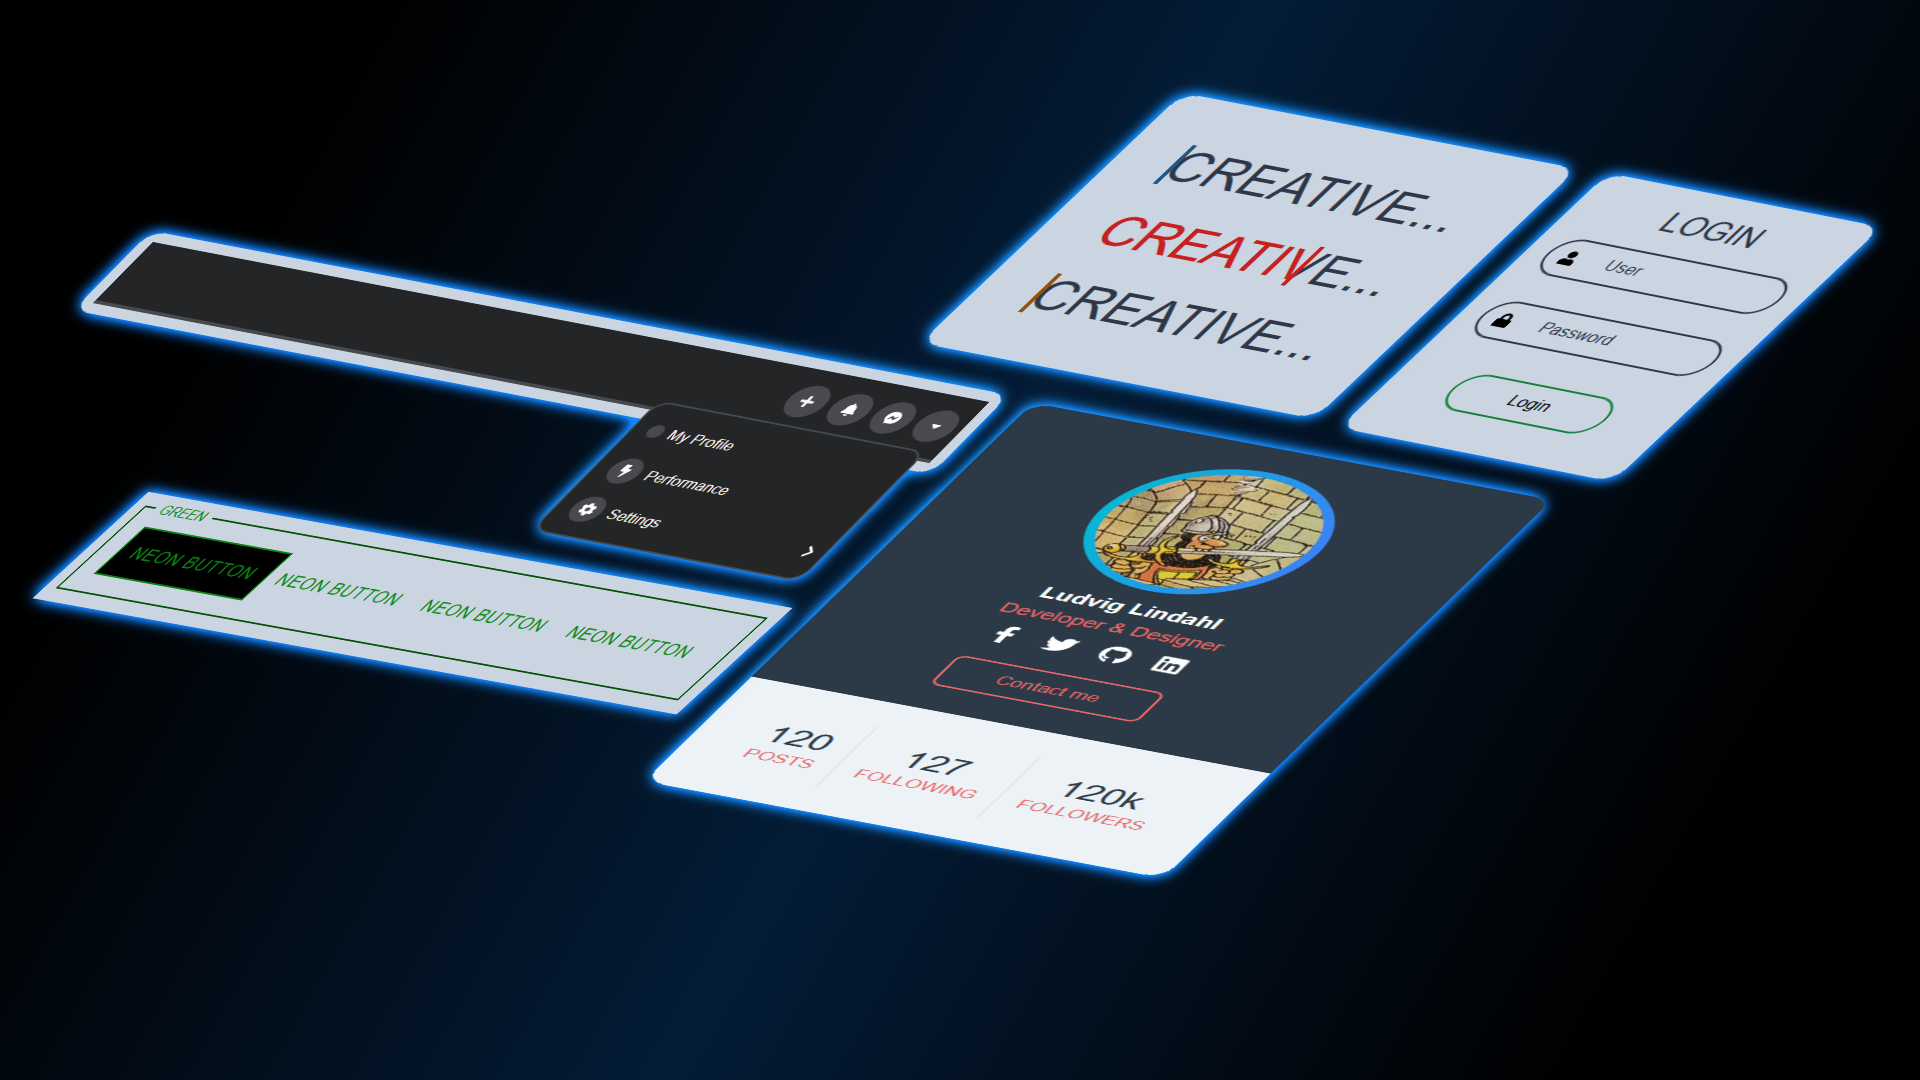 CREATIVE...
CREATIVE...
CREATIVE...
LOGIN
User
Password
Login
My Profile
Performance
Settings
GREEN
NEON BUTTON
NEON BUTTON
NEON BUTTON
NEON BUTTON
Ludvig Lindahl
Developer & Designer
Contact me
120
POSTS
127
FOLLOWING
120k
FOLLOWERS